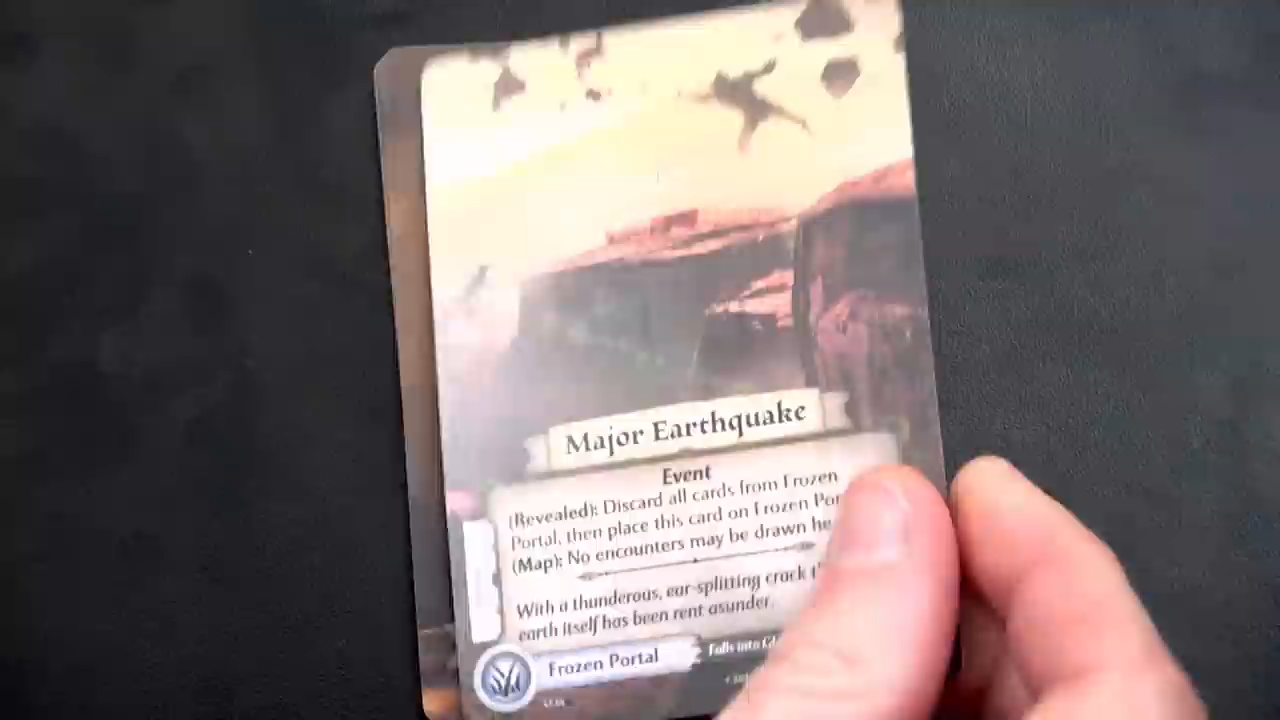 Major Earthquake
Event
(Revealed): Discard all cards from Frozen
Portal, then place this card on Frozen
(Map): No encounters may be drawn
With a thunderous, ear-splitting crack
earth itself has been rent asunder.
Frozen Portal
Falls into